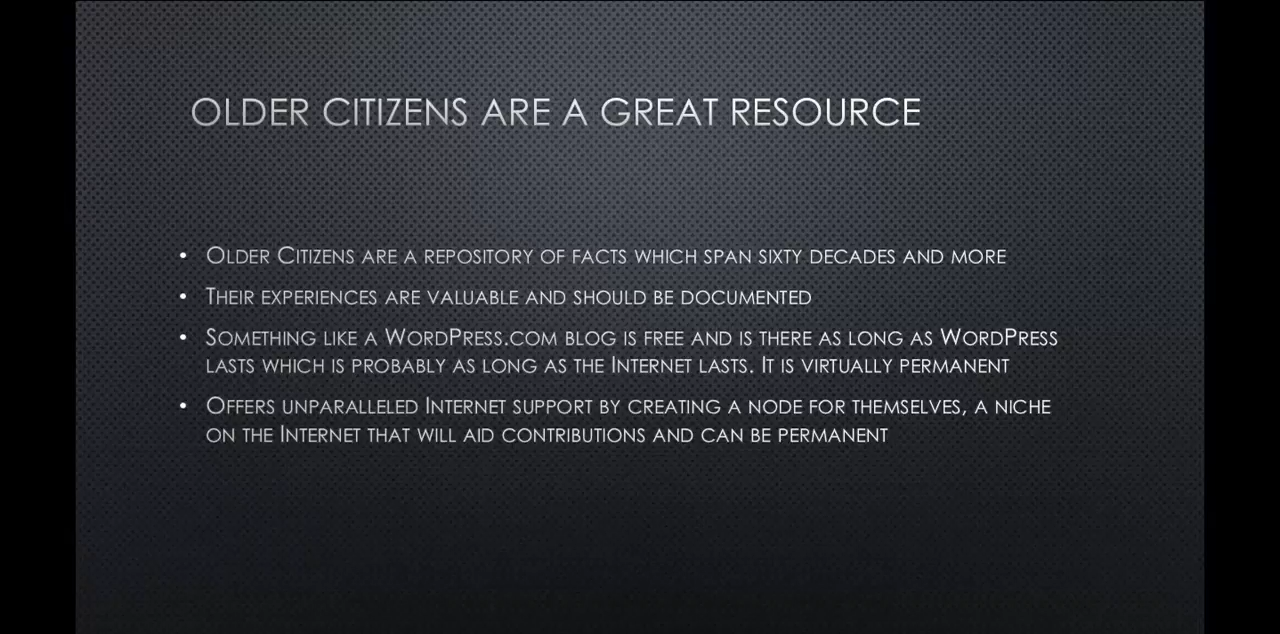 OLDER CITIZENS ARE A GREAT RESOURCE
• OLDER CITIZENS ARE A REPOSITORY OF FACTS WHICH SPAN SIXTY DECADES AND MORE
• THEIR EXPERIENCES ARE VALUABLE AND SHOULD BE DOCUMENTED
• SOMETHING LIKE A WORDPRESS.COM BLOG IS FREE AND IS THERE AS LONG AS WORDPRESS
LASTS WHICH IS PROBABLY AS LONG AS THE INTERNET LASTS. IT IS VIRTUALLY PERMANENT
• OFFERS UNPARALLELED INTERNET SUPPORT BY CREATING A NODE FOR THEMSELVES, A NICHE
ON THE INTERNET THAT WILL AID CONTRIBUTIONS AND CAN BE PERMANENT